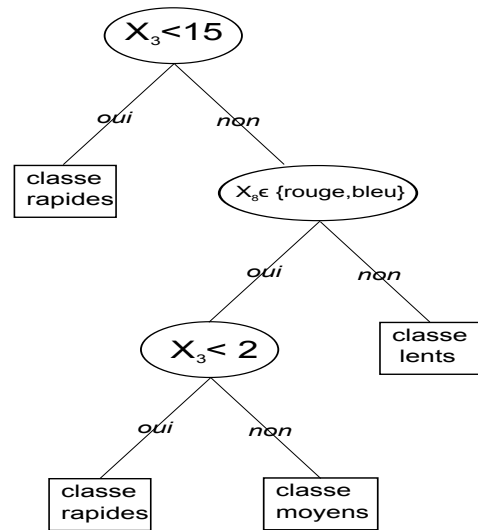 X₃<15
oui
non
classe
rapides
X₈ϵ {rouge,bleu}
oui
non
X₃< 2
classe
lents
oui
non
classe
rapides
classe
moyens